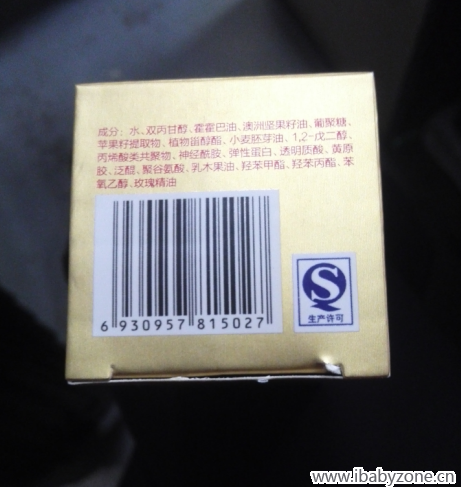 成分：水、双丙甘醇、霍霍巴油、澳洲坚果籽油、葡聚糖、
苹果籽提取物、植物甾醇酯、小麦胚芽油、1,2-戊二醇、
丙烯酸类共聚物、神经酰胺、弹性蛋白、透明质酸、黄原
胶、泛醌、聚谷氨酸、乳木果油、羟苯甲酯、羟苯丙酯、苯
氧乙醇、玫瑰精油
6 930957 815027
生产许可
www.ibabyzone.cn